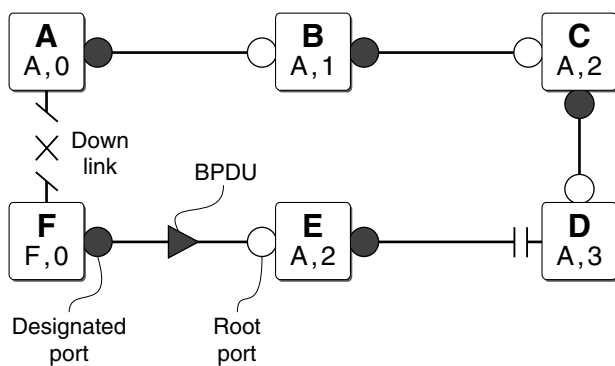 A
A,0
B
A,1
C
A,2
Down
link
BPDU
F
F,0
E
A,2
D
A,3
Designated
port
Root
port